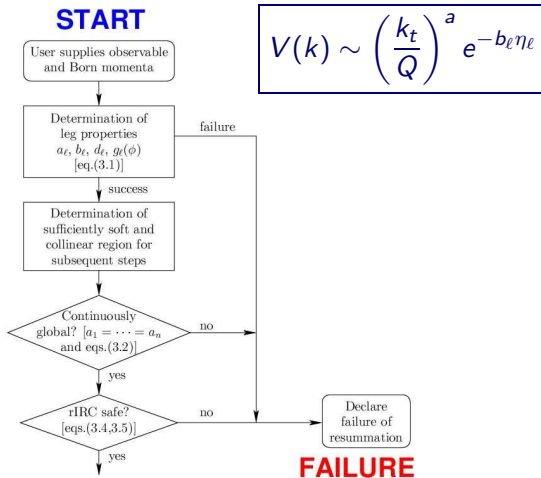 START
V(k) ∼ (k_t/Q)^a e^{−b_ℓ η_ℓ}
User supplies observable
and Born momenta
Determination of
leg properties
a_ℓ, b_ℓ, d_ℓ, g_ℓ(ϕ)
[eq.(3.1)]
failure
success
Determination of
sufficiently soft and
collinear region for
subsequent steps
Continuously
global? [a_1 = ⋯ = a_n
and eqs.(3.2)]
no
yes
rIRC safe?
[eqs.(3.4,3.5)]
no
yes
Declare
failure of
resummation
FAILURE